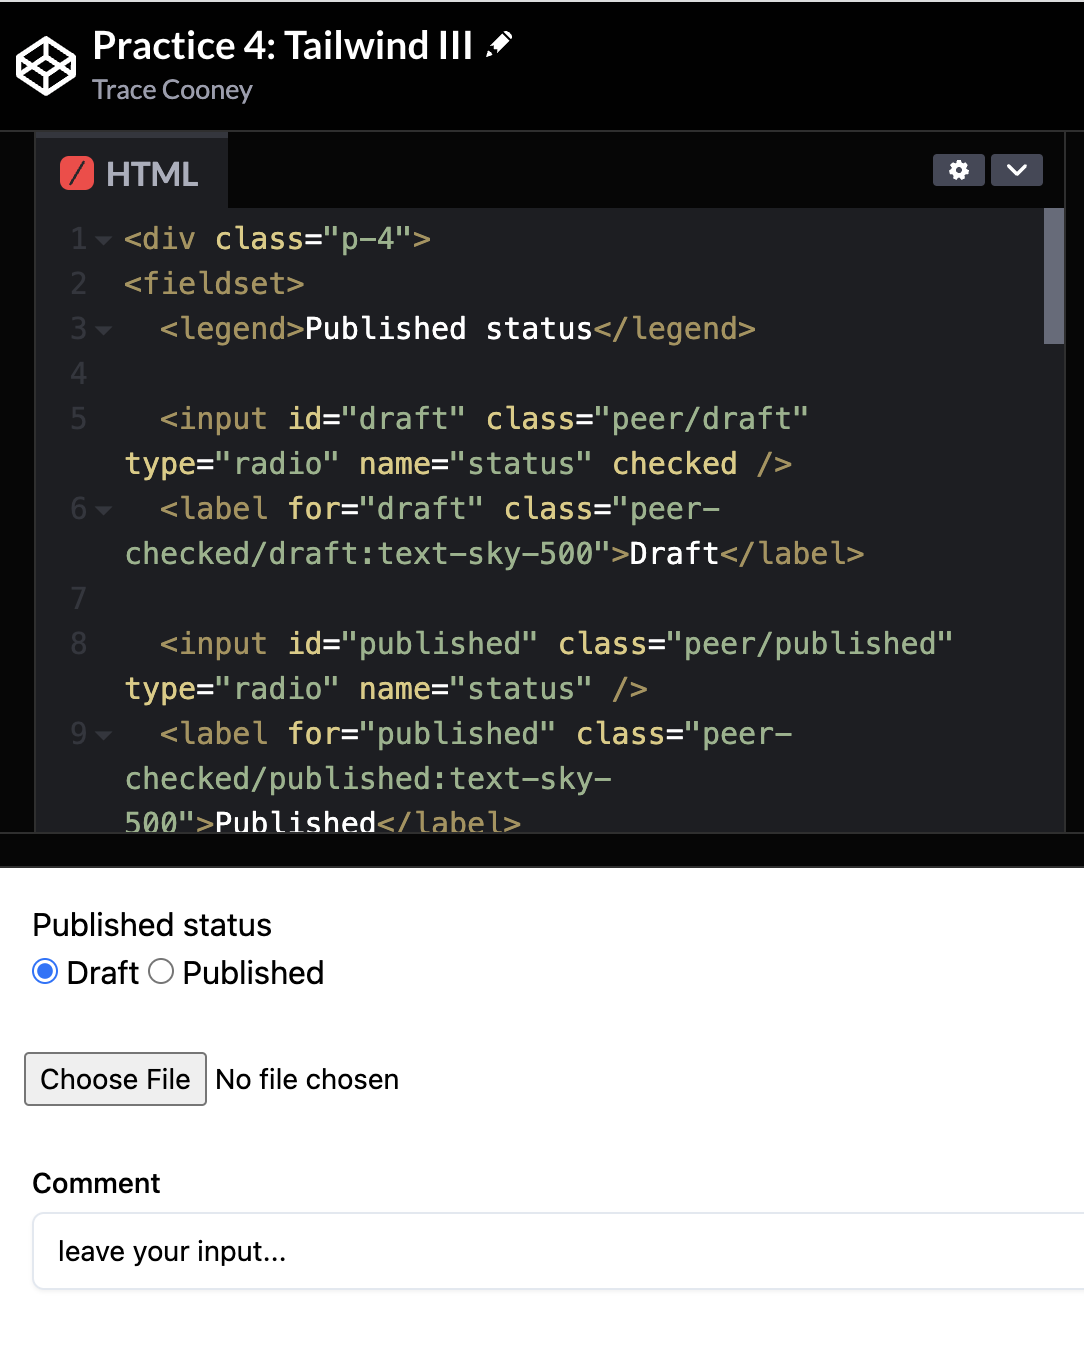 Practice 4: Tailwind III
Trace Cooney
HTML
1 <div class="p-4">
2 <fieldset>
3 <legend>Published status</legend>
4
5 <input id="draft" class="peer/draft"
type="radio" name="status" checked />
6 <label for="draft" class="peer-
checked/draft:text-sky-500">Draft</label>
7
8 <input id="published" class="peer/published"
type="radio" name="status" />
9 <label for="published" class="peer-
checked/published:text-sky-
500">Published</label>
Published status
Draft Published
Choose File No file chosen
Comment
leave your input...